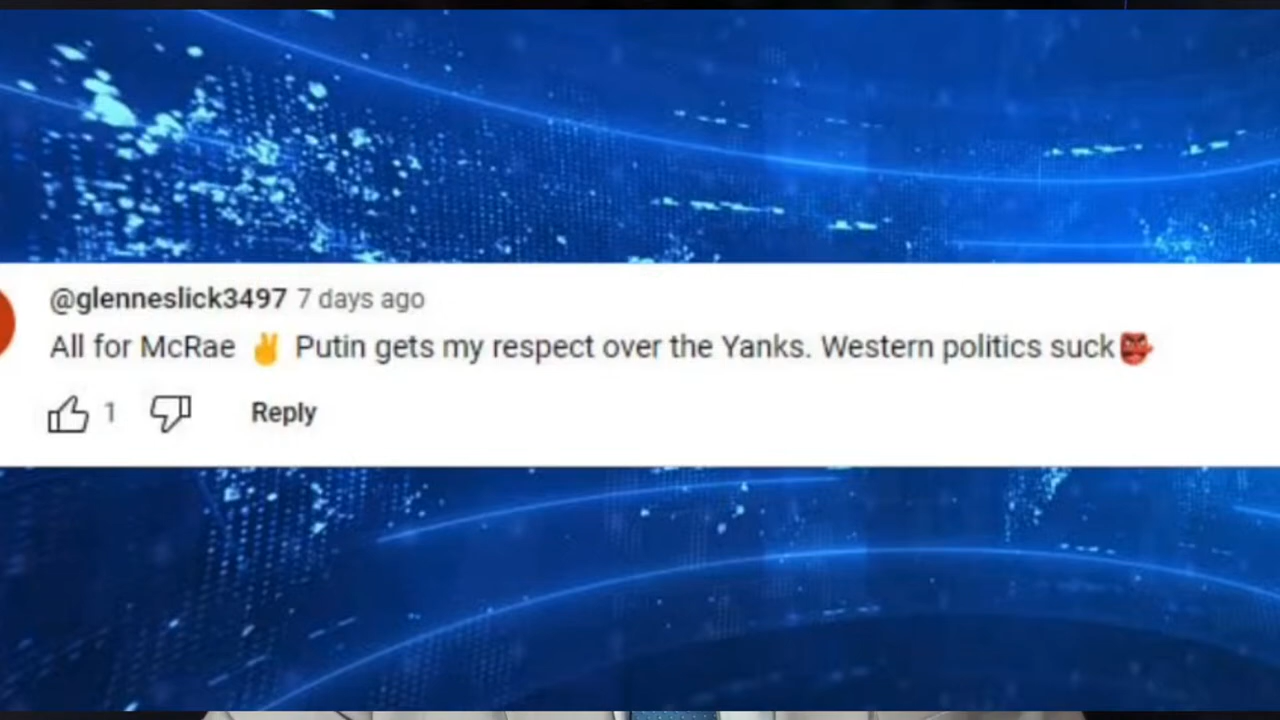 @glenneslick3497 7 days ago
All for McRae ✌️ Putin gets my respect over the Yanks. Western politics suck👺
1 Reply